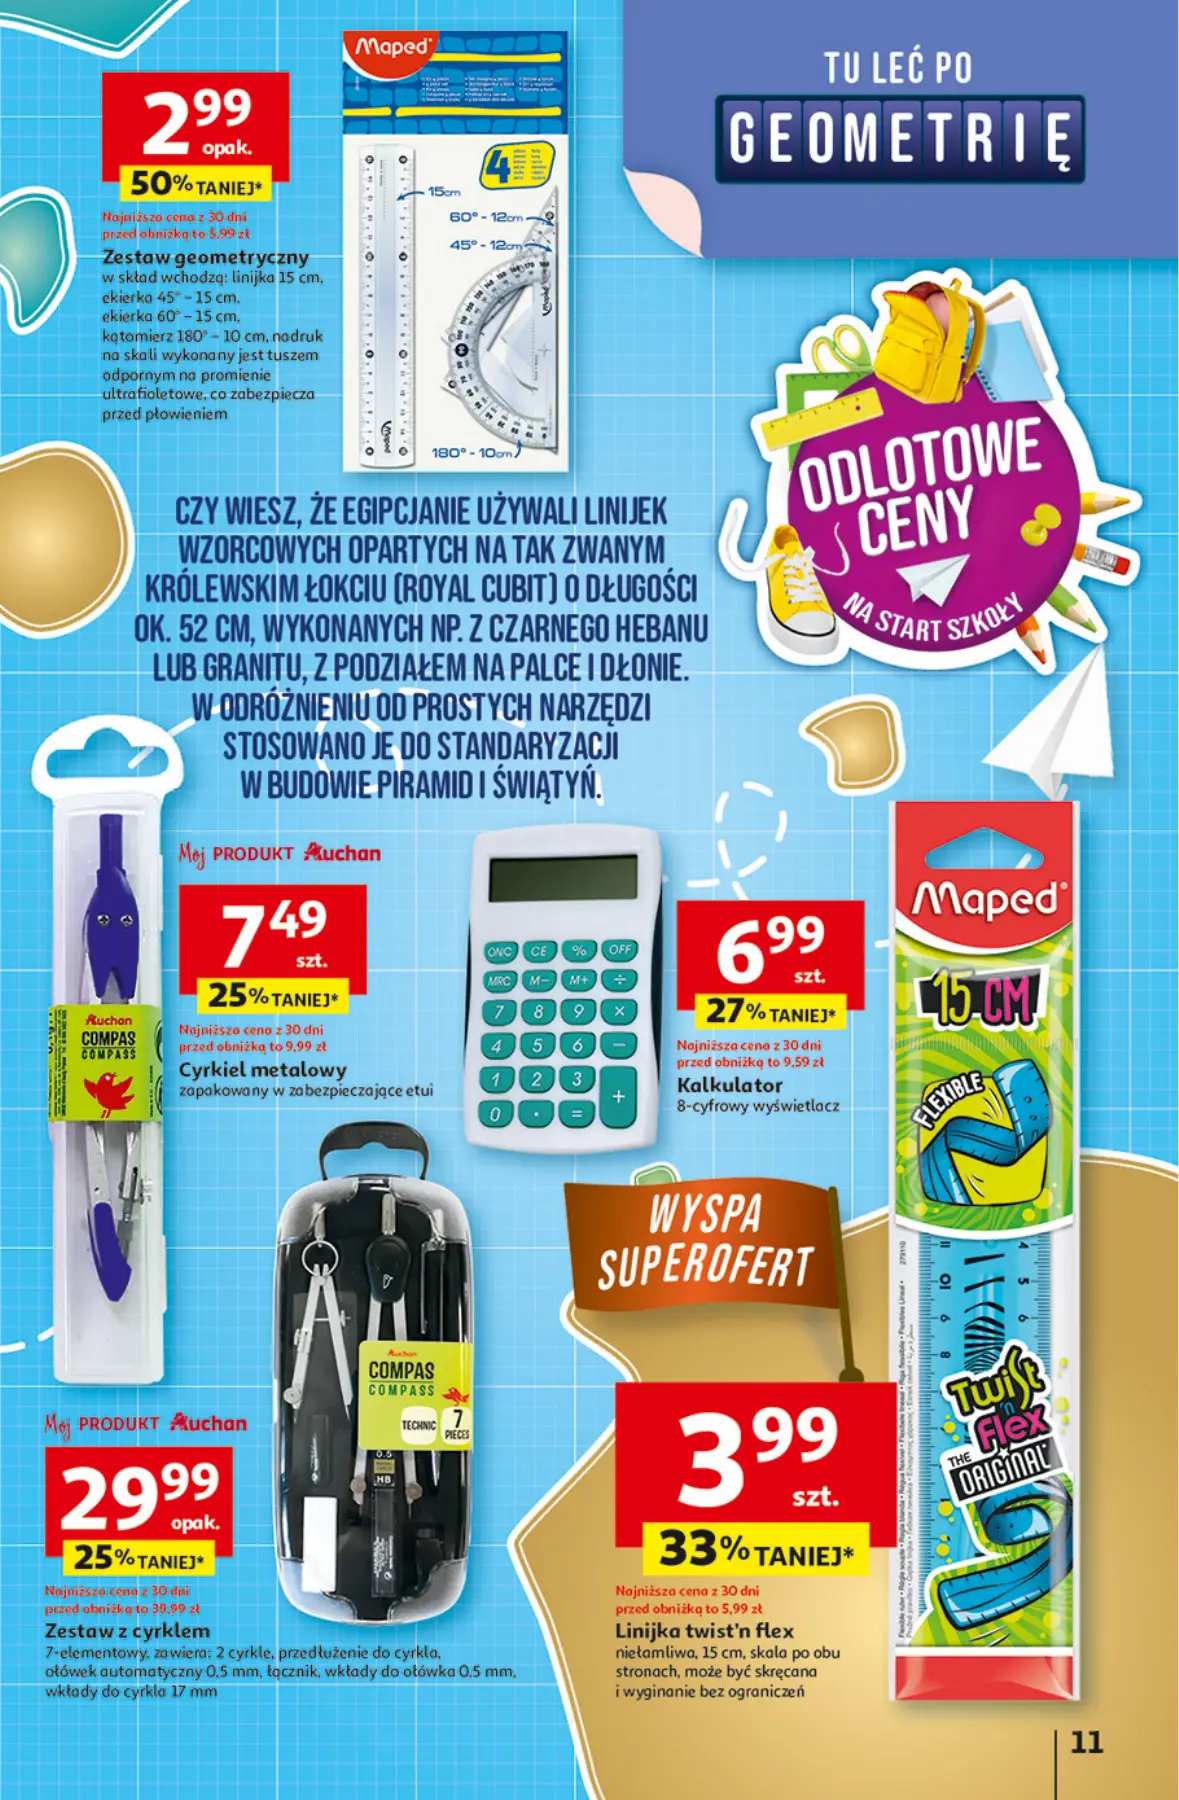 TU LEĆ PO
GEOMETRIĘ
2 99
opak.
50% TANIEJ*
Najniższa cena z 30 dni
przed obniżką to 5,99 zł
Zestaw geometryczny
w skład wchodzą: linijka 15 cm,
ekierka 45° – 15 cm,
ekierka 60° – 15 cm,
kątomierz 180° – 10 cm, nadruk
na skali wykonany jest tuszem
odpornym na promienie
ultrafioletowe, co zabezpiecza
przed płowieniem
Maped
4
15cm
60° - 12cm
45° - 12cm
180° - 10cm
Maped
ODLOTOWE
CENY
NA START SZKOŁY
CZY WIESZ, ŻE EGIPCJANIE UŻYWALI LINIJEK
WZORCOWYCH OPARTYCH NA TAK ZWANYM
KRÓLEWSKIM ŁOKCIU (ROYAL CUBIT) O DŁUGOŚCI
OK. 52 CM, WYKONANYCH NP. Z CZARNEGO HEBANU
LUB GRANITU, Z PODZIAŁEM NA PALCE I DŁONIE.
W ODRÓŻNIENIU OD PROSTYCH NARZĘDZI
STOSOWANO JE DO STANDARYZACJI
W BUDOWIE PIRAMID I ŚWIĄTYŃ.
Mój PRODUKT Auchan
7 49
szt.
25% TANIEJ*
Najniższa cena z 30 dni
przed obniżką to 9,99 zł
Cyrkiel metalowy
zapakowany w zabezpieczające etui
Auchan
COMPAS
COMPASS
ON/C CE % OFF
MRC M- M+ ÷
7 8 9 ×
4 5 6 −
1 2 3 +
0 · =
6 99
szt.
27% TANIEJ*
Najniższa cena z 30 dni
przed obniżką to 9,59 zł
Kalkulator
8-cyfrowy wyświetlacz
Maped
15 CM
FLEXIBLE
279110
Twist
'n
flex
THE
ORIGINAL
WYSPA
SUPEROFERT
Auchan
COMPAS
COMPASS
TECHNIC
7
PIECES
0.5
HB
Mój PRODUKT Auchan
29 99
opak.
25% TANIEJ*
Najniższa cena z 30 dni
przed obniżką to 39,99 zł
Zestaw z cyrklem
7-elementowy, zawiera: 2 cyrkle, przedłużenie do cyrkla,
ołówek automatyczny 0,5 mm, łącznik, wkłady do ołówka 0,5 mm,
wkłady do cyrkla 17 mm
3 99
szt.
33% TANIEJ*
Najniższa cena z 30 dni
przed obniżką to 5,99 zł
Linijka twist'n flex
niełamliwa, 15 cm, skala po obu
stronach, może być skręcana
i wyginanie bez ograniczeń
11